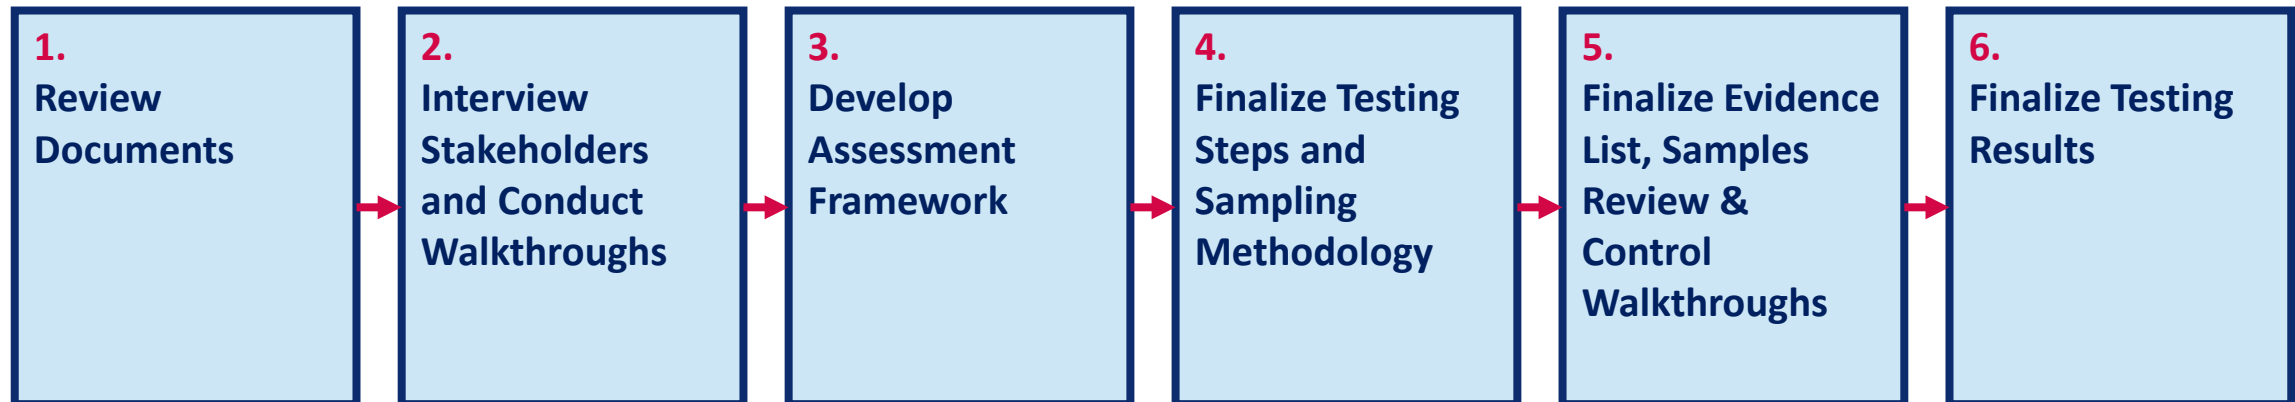 1.
Review
Documents
2.
Interview
Stakeholders
and Conduct
Walkthroughs
3.
Develop
Assessment
Framework
4.
Finalize Testing
Steps and
Sampling
Methodology
5.
Finalize Evidence
List, Samples
Review &
Control
Walkthroughs
6.
Finalize Testing
Results